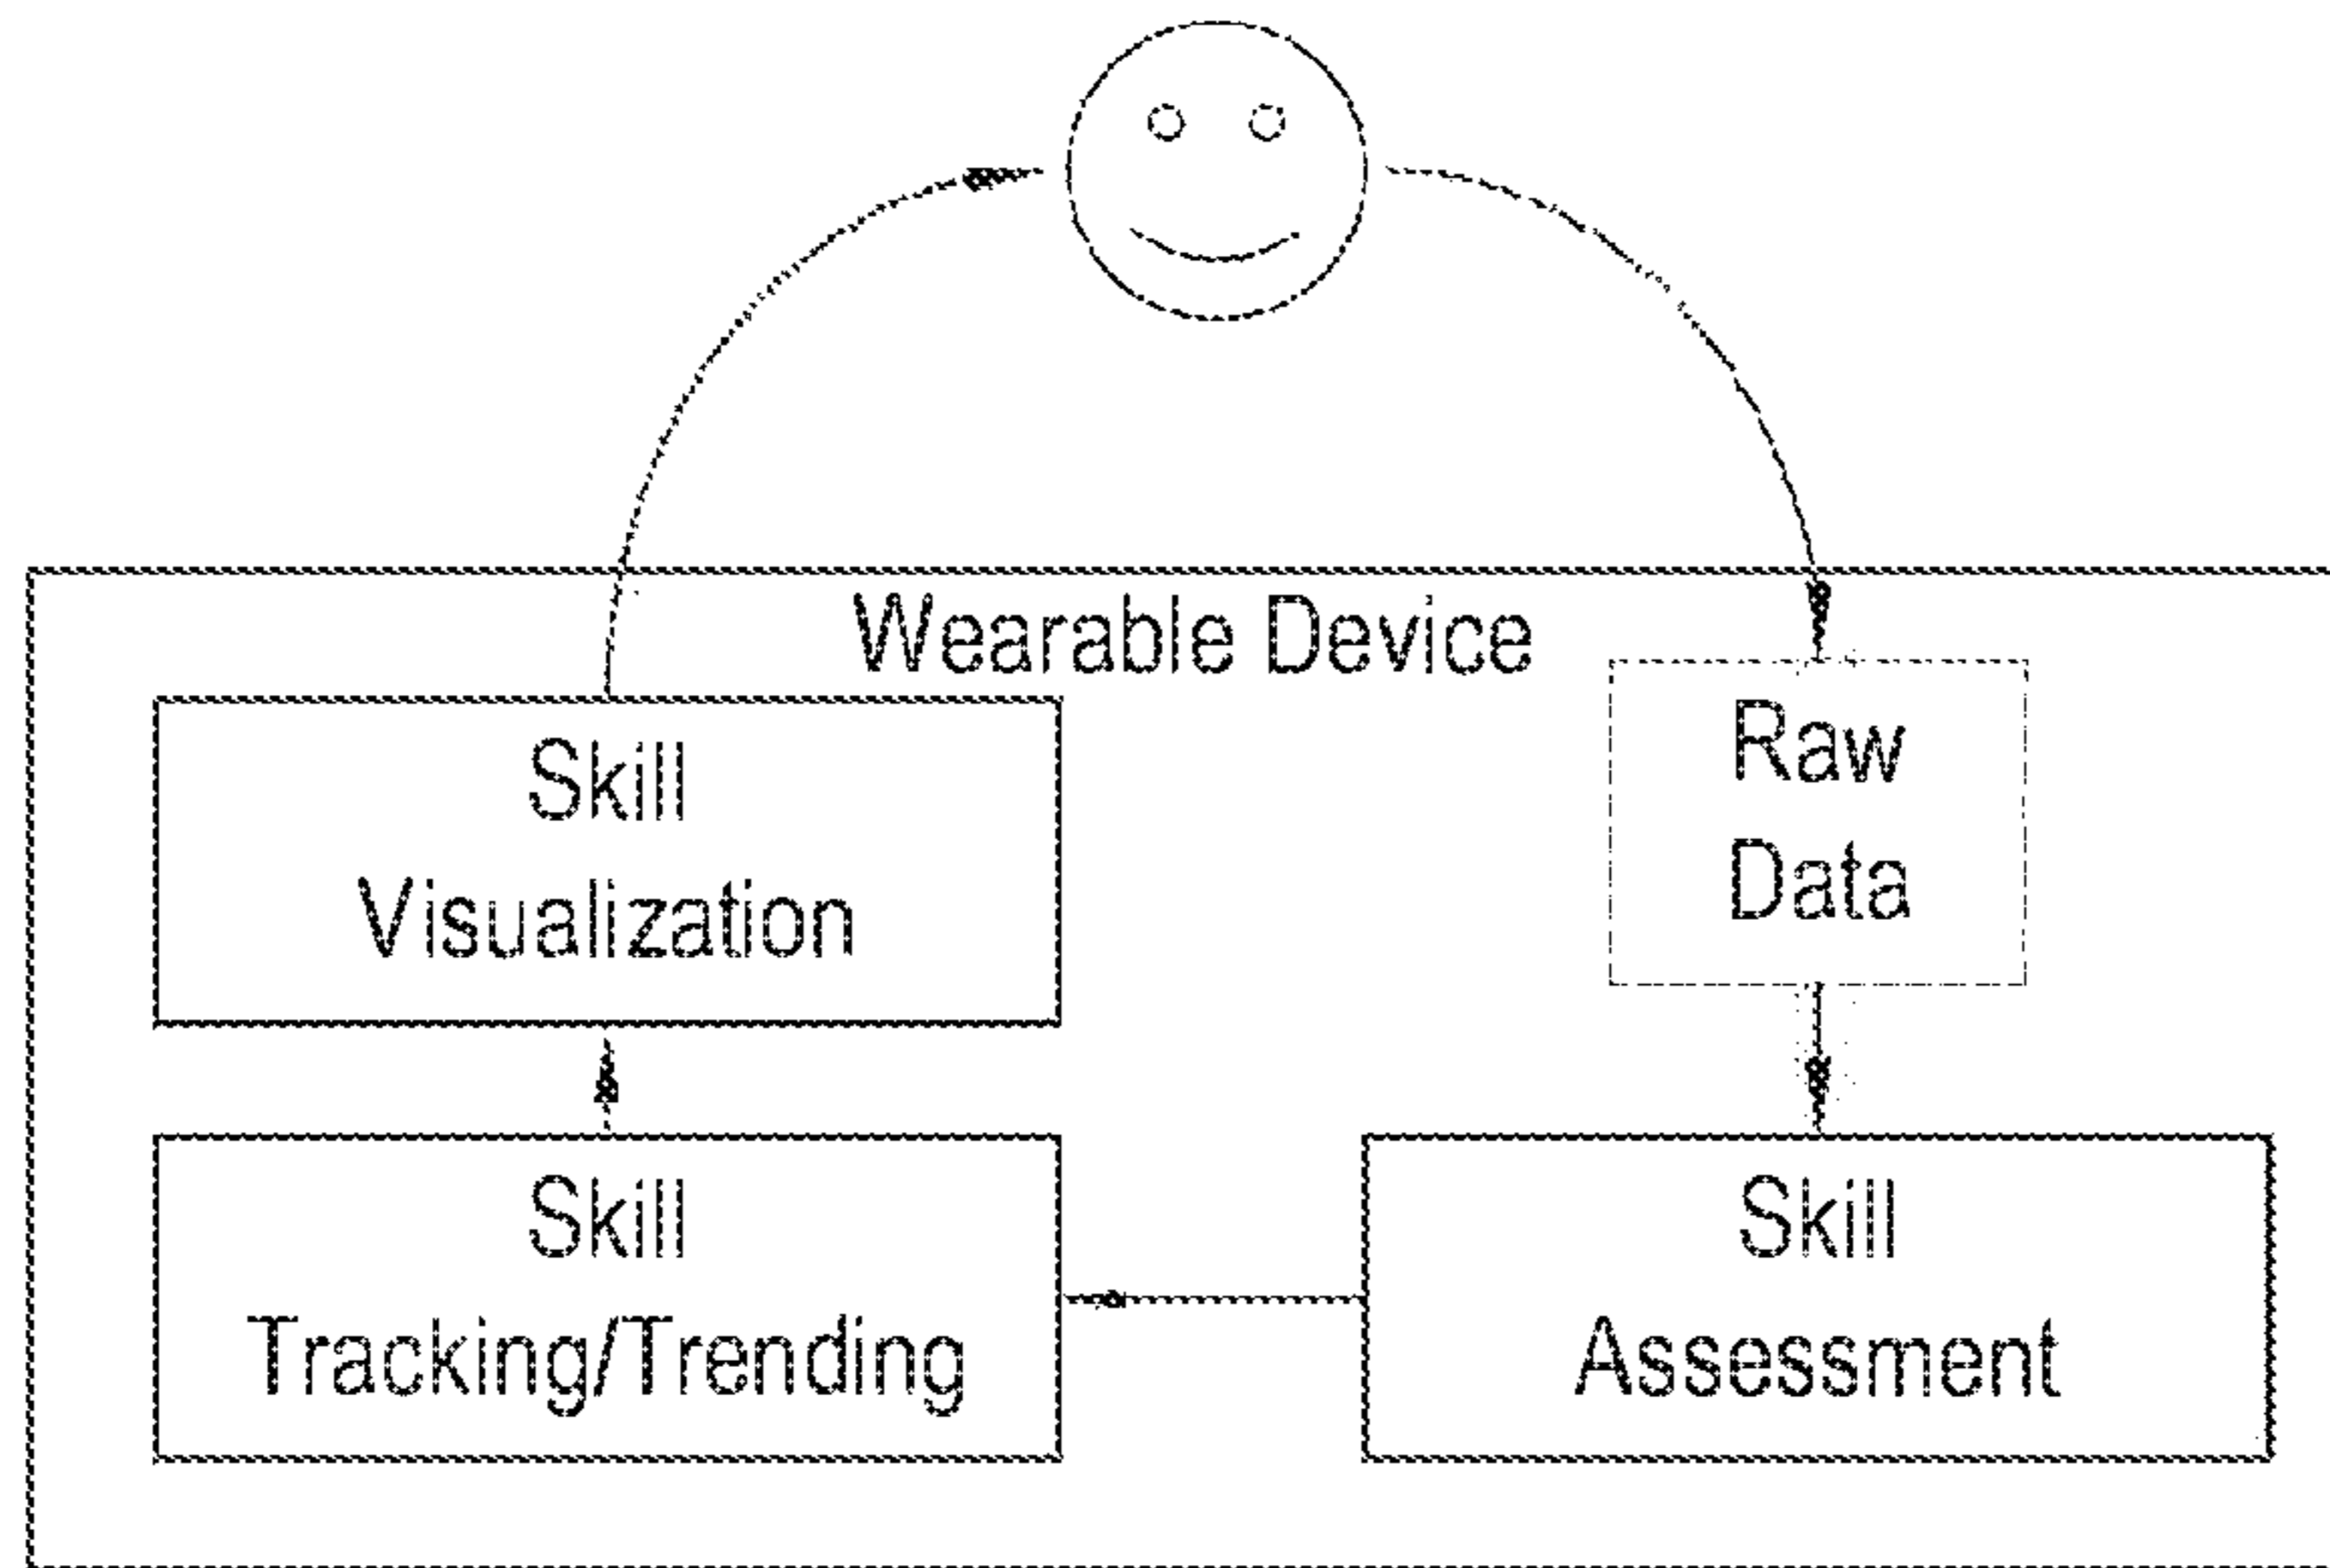 Wearable Device
Skill
Visualization
Raw
Data
Skill
Tracking/Trending
Skill
Assessment